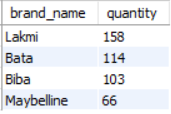 brand_name quantity
Lakmi 158
Bata 114
Biba 103
Maybelline 66